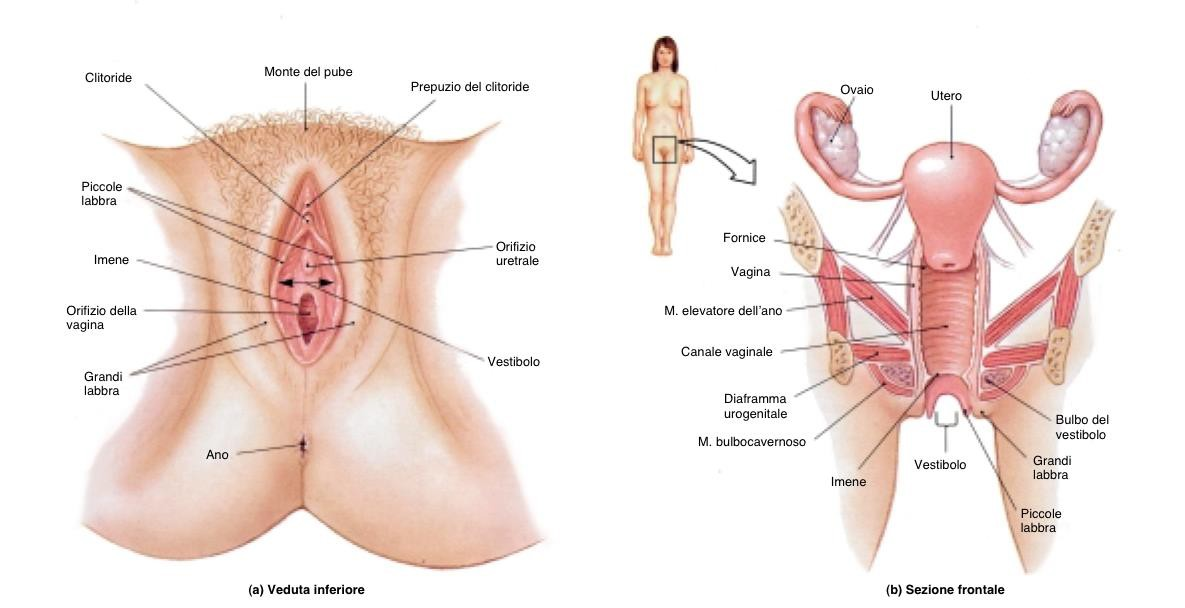 Clitoride
Monte del pube
Prepuzio del clitoride
Piccole
labbra
Imene
Orifizio
uretrale
Orifizio della
vagina
Vestibolo
Grandi
labbra
Ano
(a) Veduta inferiore
Ovaio
Utero
Fornice
Vagina
M. elevatore dell'ano
Canale vaginale
Diaframma
urogenitale
M. bulbocavernoso
Imene
Vestibolo
Bulbo del
vestibolo
Grandi
labbra
Piccole
labbra
(b) Sezione frontale